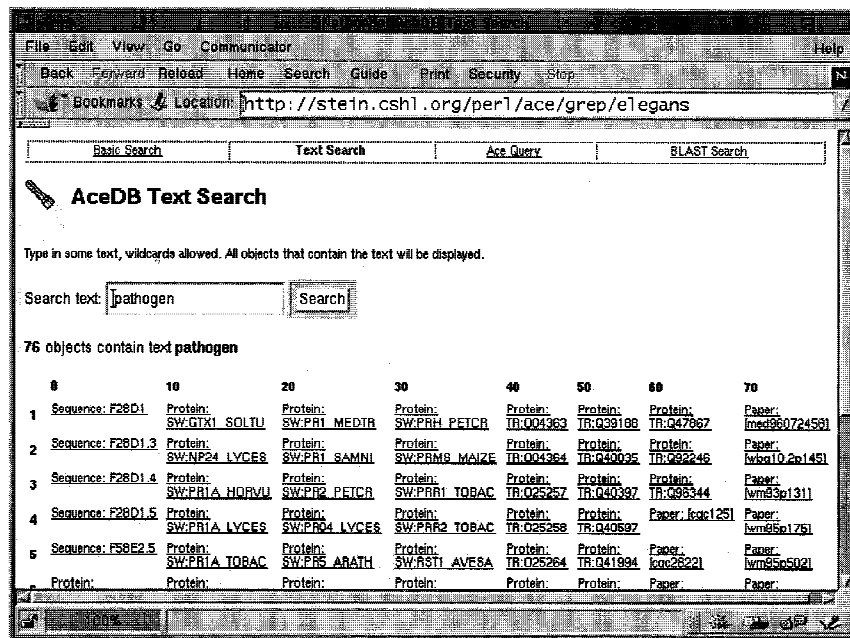 Text Search
File Edit View Go Communicator Help
Back Forward Reload Home Search Guide Print Security Stop N
Bookmarks Location: http://stein.cshl.org/perl/ace/grep/elegans
Basic Search Text Search Ace Query BLAST Search
AceDB Text Search
Type in some text, wildcards allowed. All objects that contain the text will be displayed.
Search text: pathogen Search
76 objects contain text pathogen
0 10 20 30 40 50 60 70
1 Sequence: F28D1 Protein: Protein: Protein: Protein: Protein: Protein: Paper:
SW:GTX1_SOLTU SW:PR1_MEDTR SW:PRH_PETCR TR:O04363 TR:Q39188 TR:Q47867 [med96072458]
2 Sequence: F28D1.3 Protein: Protein: Protein: Protein: Protein: Protein: Paper:
SW:NP24_LYCES SW:PR1_SAMNI SW:PRMS_MAIZE TR:O04364 TR:Q40035 TR:Q92246 [wbg10.2p145]
3 Sequence: F28D1.4 Protein: Protein: Protein: Protein: Protein: Protein: Paper:
SW:PR1A_HORVU SW:PR2_PETCR SW:PRR1_TOBAC TR:O25257 TR:Q40397 TR:Q96344 [wm93p131]
4 Sequence: F28D1.5 Protein: Protein: Protein: Protein: Protein: Paper: [cgc125] Paper:
SW:PR1A_LYCES SW:PR04_LYCES SW:PRR2_TOBAC TR:O25258 TR:Q40597 [wm95p175]
5 Sequence: F58E2.5 Protein: Protein: Protein: Protein: Protein: Paper: Paper:
SW:PR1A_TOBAC SW:PR5_ARATH SW:RST1_AVESA TR:O25264 TR:Q41994 [cgc2622] [wm95p502]
Protein: Protein: Protein: Protein: Protein: Protein: Paper: Paper:
100%